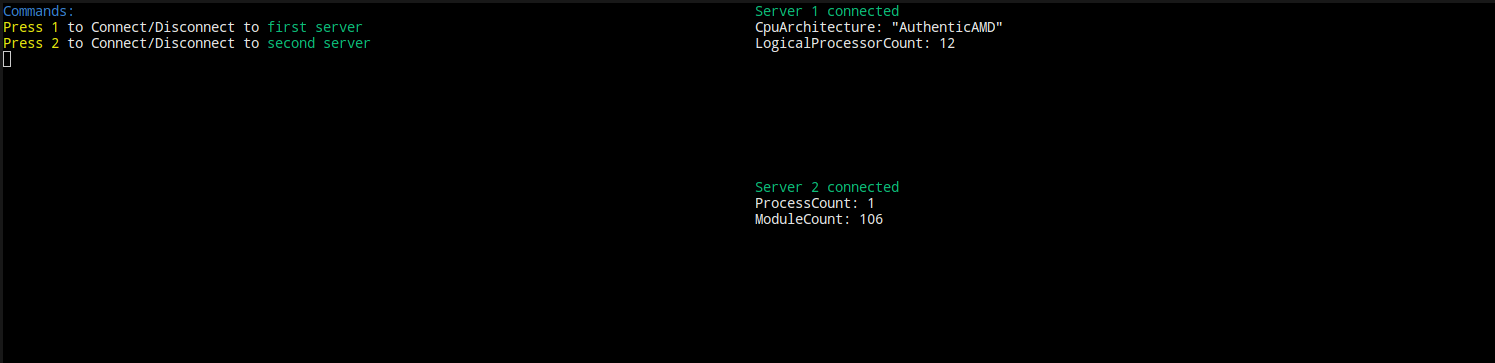 Commands:
Press 1 to Connect/Disconnect to first server
Press 2 to Connect/Disconnect to second server
Server 1 connected
CpuArchitecture: "AuthenticAMD"
LogicalProcessorCount: 12
Server 2 connected
ProcessCount: 1
ModuleCount: 106